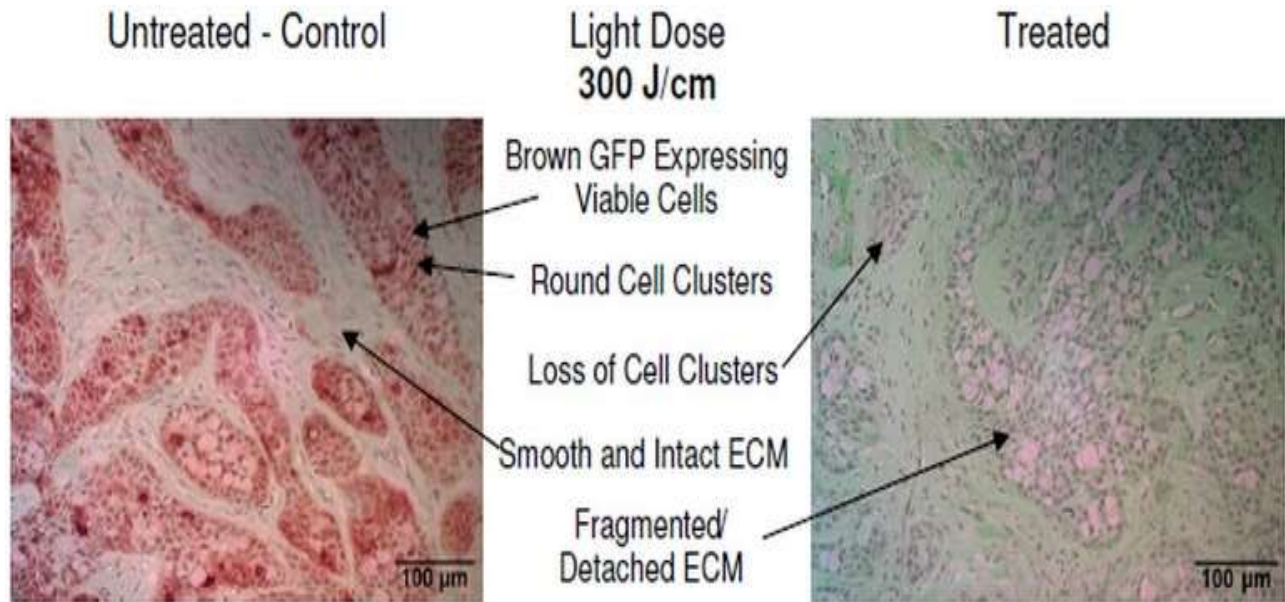 Untreated - Control
Light Dose
300 J/cm
Treated
Brown GFP Expressing
Viable Cells
Round Cell Clusters
Loss of Cell Clusters
Smooth and Intact ECM
Fragmented/
Detached ECM
100 µm
100 µm